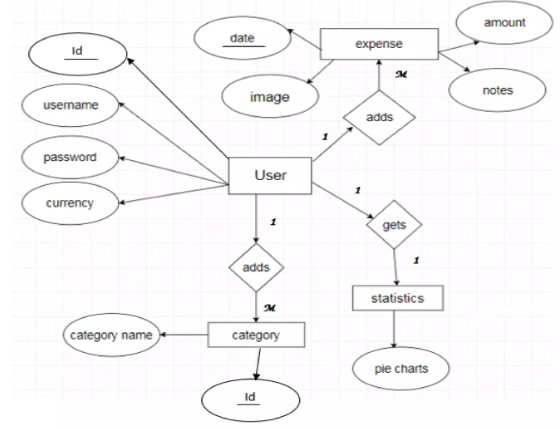 amount
date
expense
Id
image
notes
M
username
adds
1
password
User
1
currency
gets
1
1
adds
M
statistics
category name
category
pie charts
Id